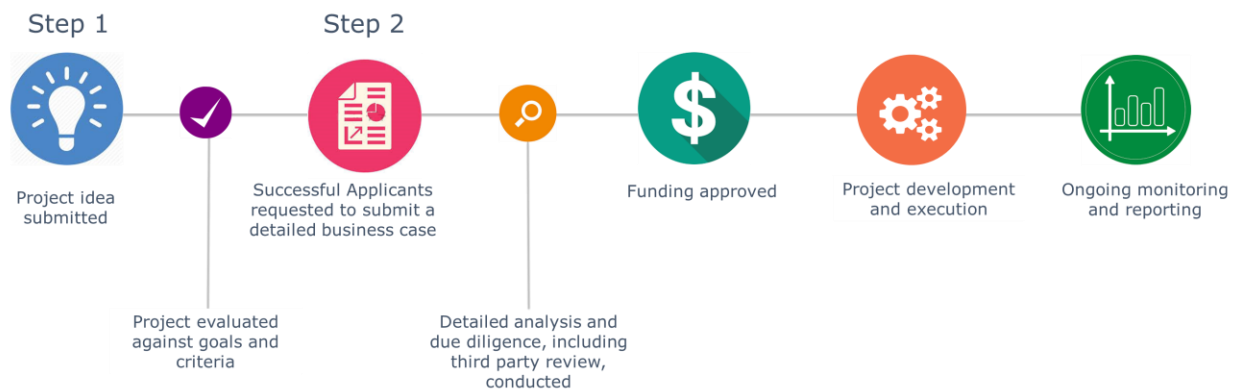 Step 1
Step 2
Project idea
submitted
Successful Applicants
requested to submit a
detailed business case
Funding approved
Project development
and execution
Ongoing monitoring
and reporting
Project evaluated
against goals and
criteria
Detailed analysis and
due diligence, including
third party review,
conducted